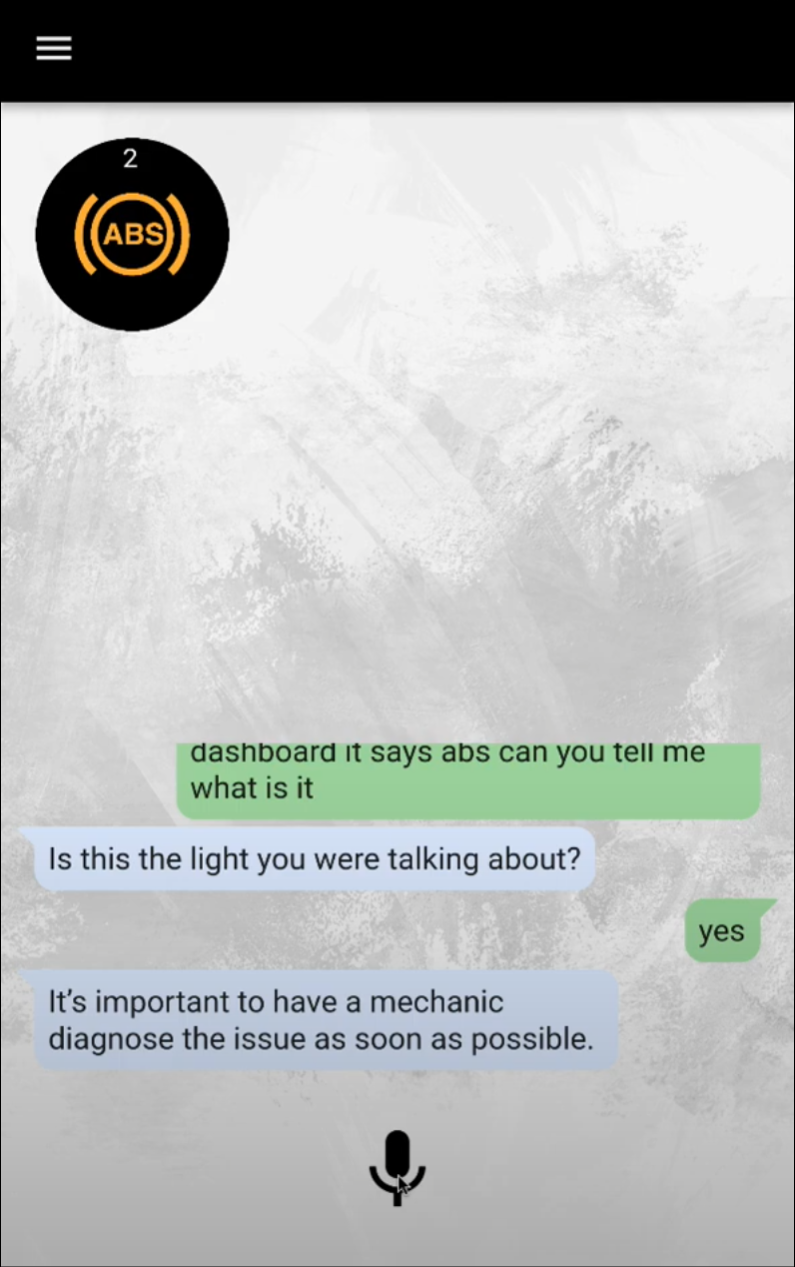 2
ABS
dashboard it says abs can you tell me
what is it
Is this the light you were talking about?
yes
It’s important to have a mechanic
diagnose the issue as soon as possible.